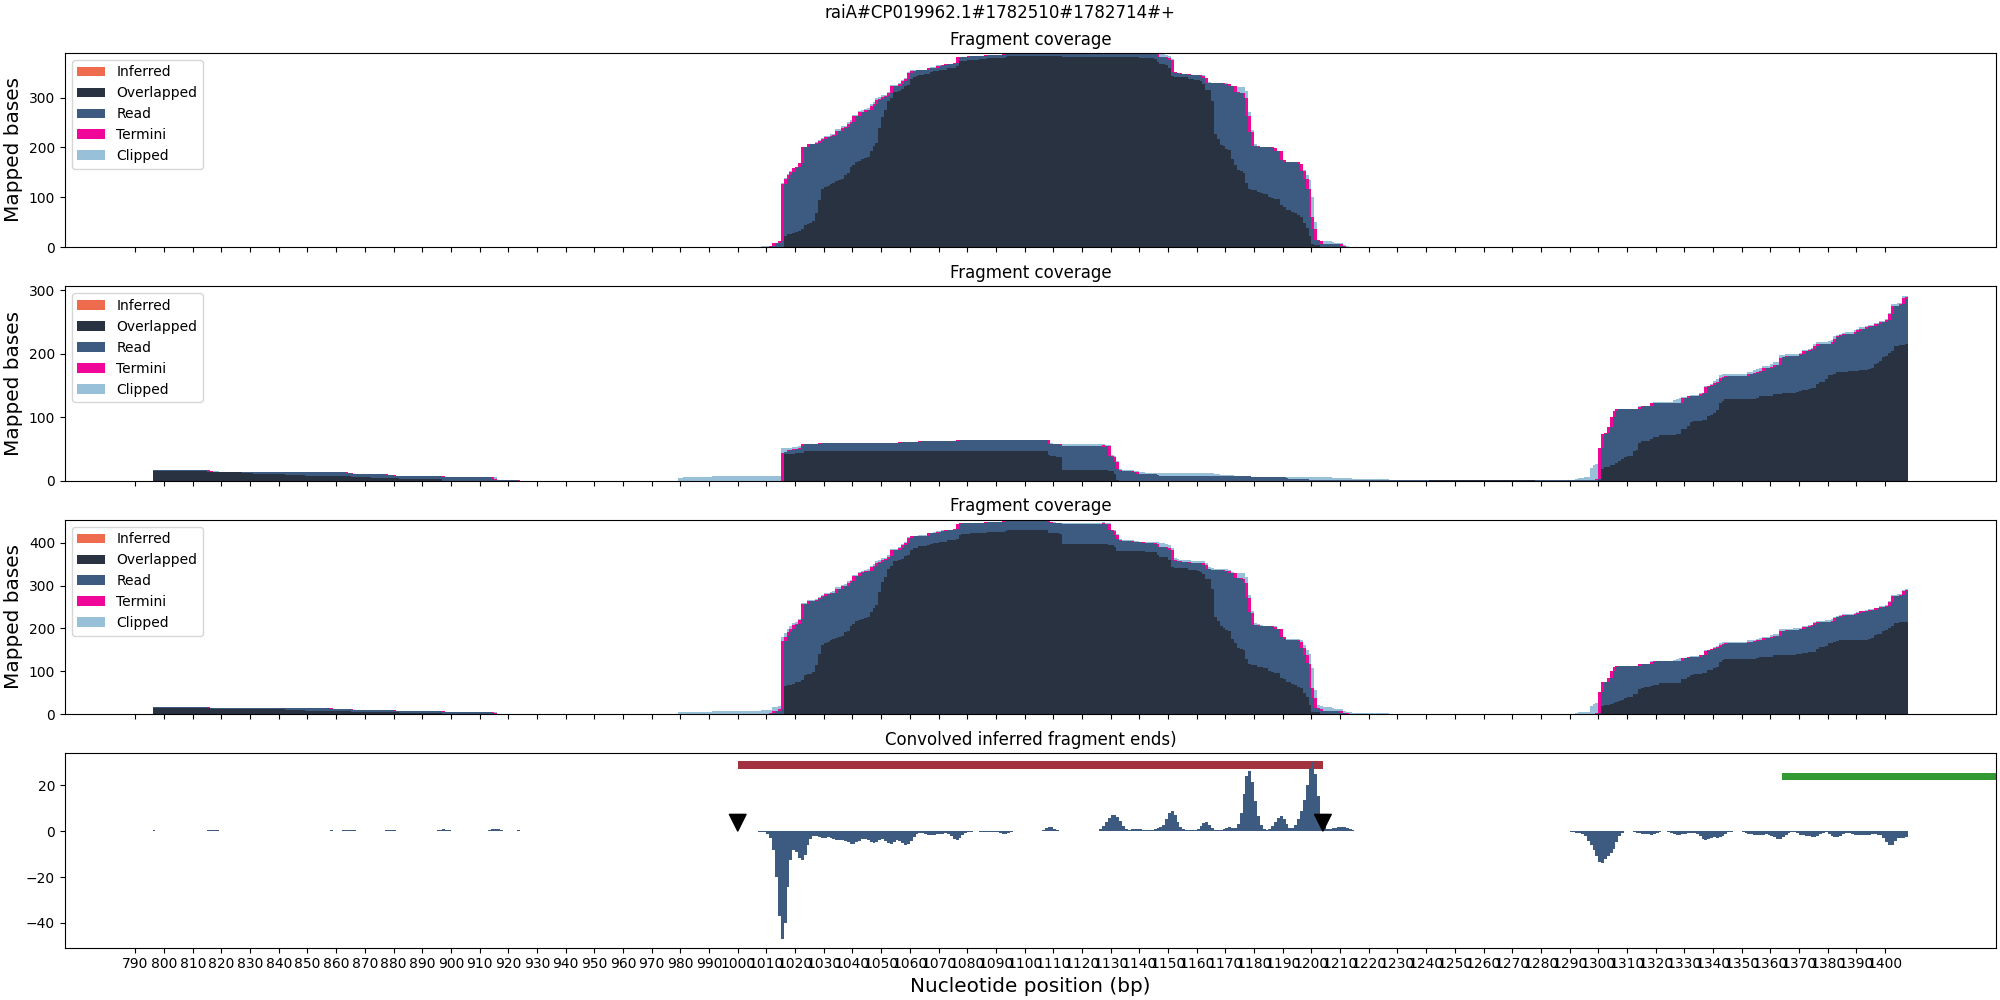 raiA#CP019962.1#1782510#1782714#+
Fragment coverage
Mapped bases
300
200
100
0
Inferred
Overlapped
Read
Termini
Clipped
Fragment coverage
Mapped bases
300
200
100
0
Inferred
Overlapped
Read
Termini
Clipped
Fragment coverage
Mapped bases
400
300
200
100
0
Inferred
Overlapped
Read
Termini
Clipped
Convolved inferred fragment ends)
20
0
−20
−40
790 800 810 820 830 840 850 860 870 880 890 900 910 920 930 940 950 960 970 980 990 1000 1010 1020 1030 1040 1050 1060 1070 1080 1090 1100 1110 1120 1130 1140 1150 1160 1170 1180 1190 1200 1210 1220 1230 1240 1250 1260 1270 1280 1290 1300 1310 1320 1330 1340 1350 1360 1370 1380 1390 1400
Nucleotide position (bp)